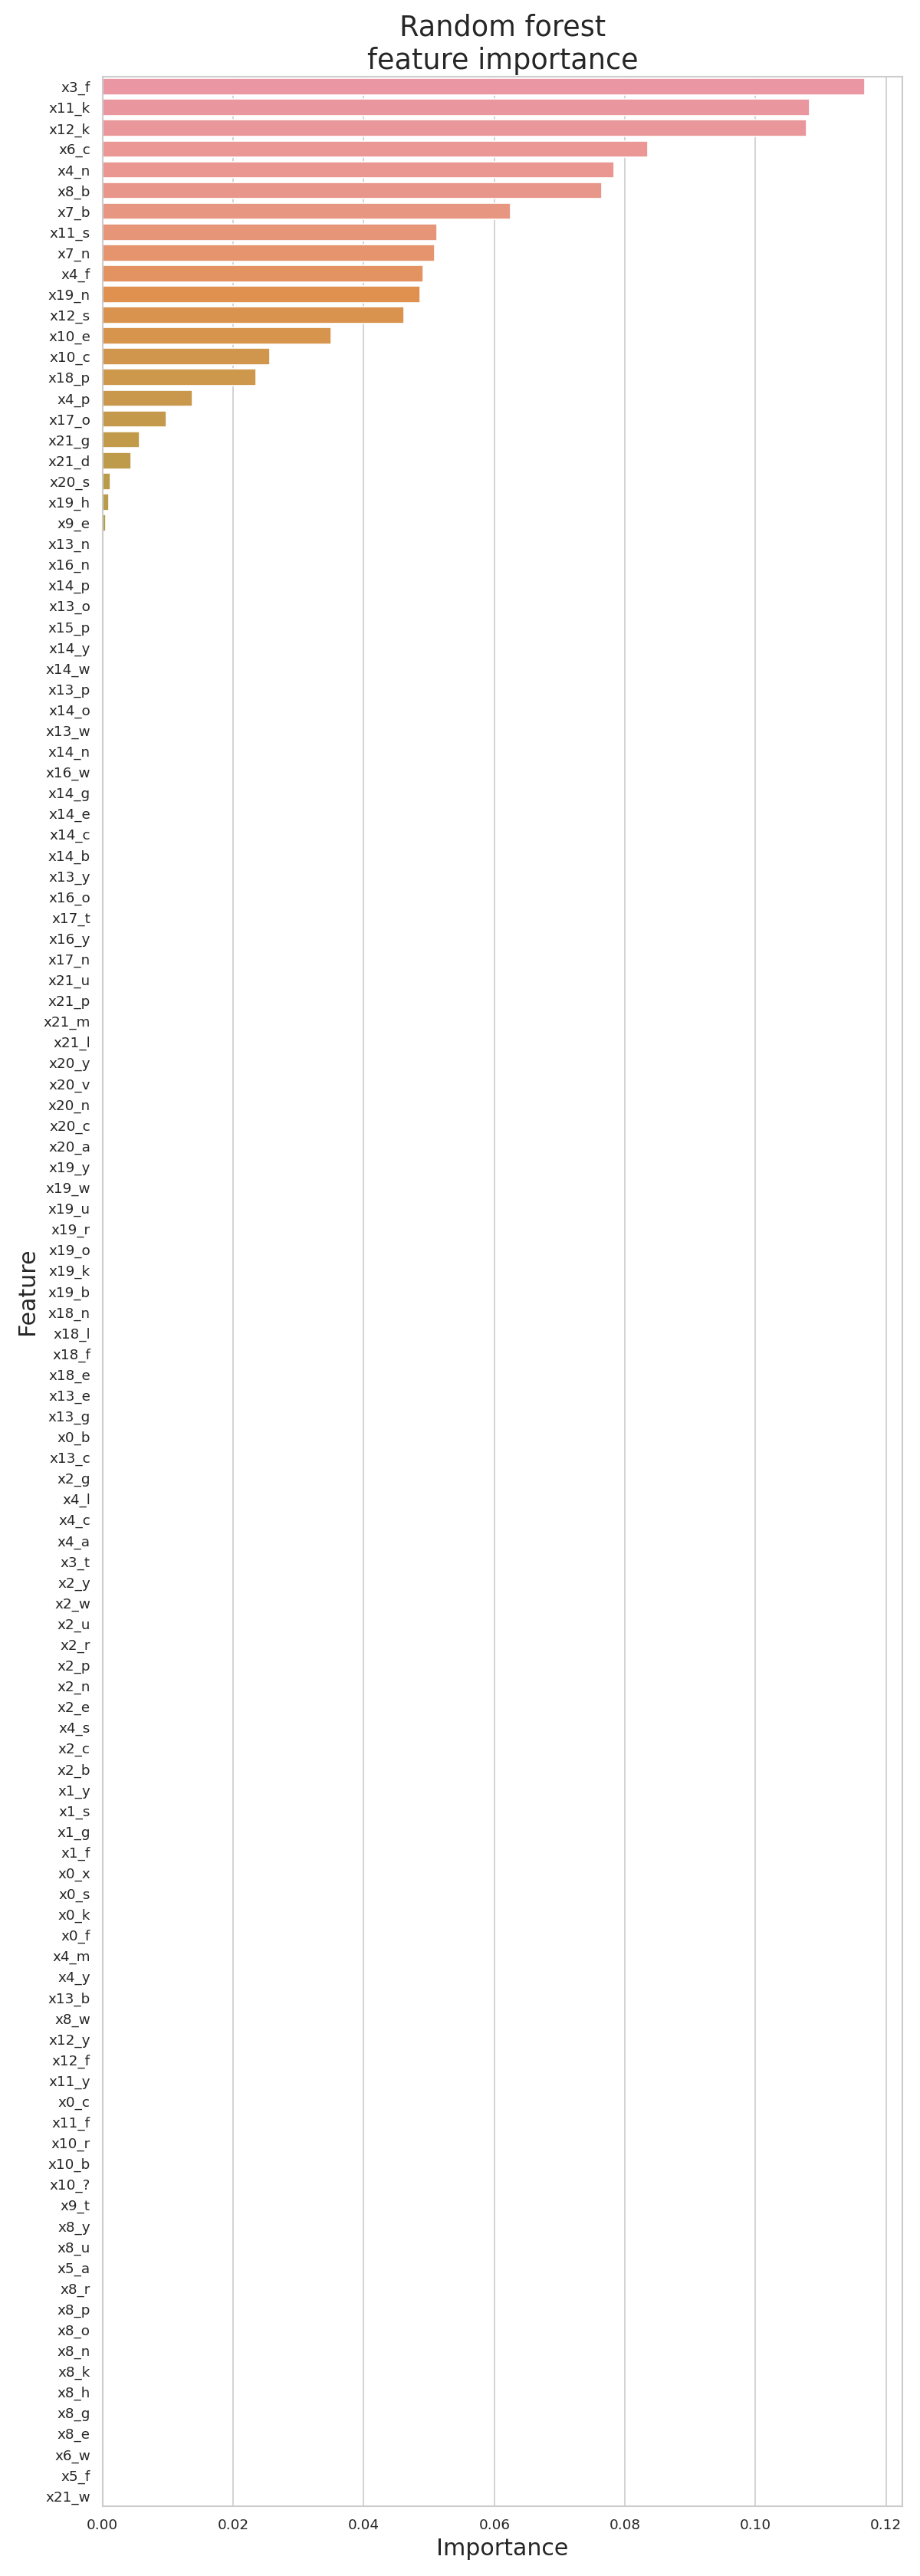 Random forest
feature importance
x3_f
x11_k
x12_k
x6_c
x4_n
x8_b
x7_b
x11_s
x7_n
x4_f
x19_n
x12_s
x10_e
x10_c
x18_p
x4_p
x17_o
x21_g
x21_d
x20_s
x19_h
x9_e
x13_n
x16_n
x14_p
x13_o
x15_p
x14_y
x14_w
x13_p
x14_o
x13_w
x14_n
x16_w
x14_g
x14_e
x14_c
x14_b
x13_y
x16_o
x17_t
x16_y
x17_n
x21_u
x21_p
x21_m
x21_l
x20_y
x20_v
x20_n
x20_c
x20_a
x19_y
x19_w
x19_u
x19_r
x19_o
x19_k
x19_b
x18_n
x18_l
x18_f
x18_e
x13_e
x13_g
x0_b
x13_c
x2_g
x4_l
x4_c
x4_a
x3_t
x2_y
x2_w
x2_u
x2_r
x2_p
x2_n
x2_e
x4_s
x2_c
x2_b
x1_y
x1_s
x1_g
x1_f
x0_x
x0_s
x0_k
x0_f
x4_m
x4_y
x13_b
x8_w
x12_y
x12_f
x11_y
x0_c
x11_f
x10_r
x10_b
x10_?
x9_t
x8_y
x8_u
x5_a
x8_r
x8_p
x8_o
x8_n
x8_k
x8_h
x8_g
x8_e
x6_w
x5_f
x21_w
Feature
0.00 0.02 0.04 0.06 0.08 0.10 0.12
Importance